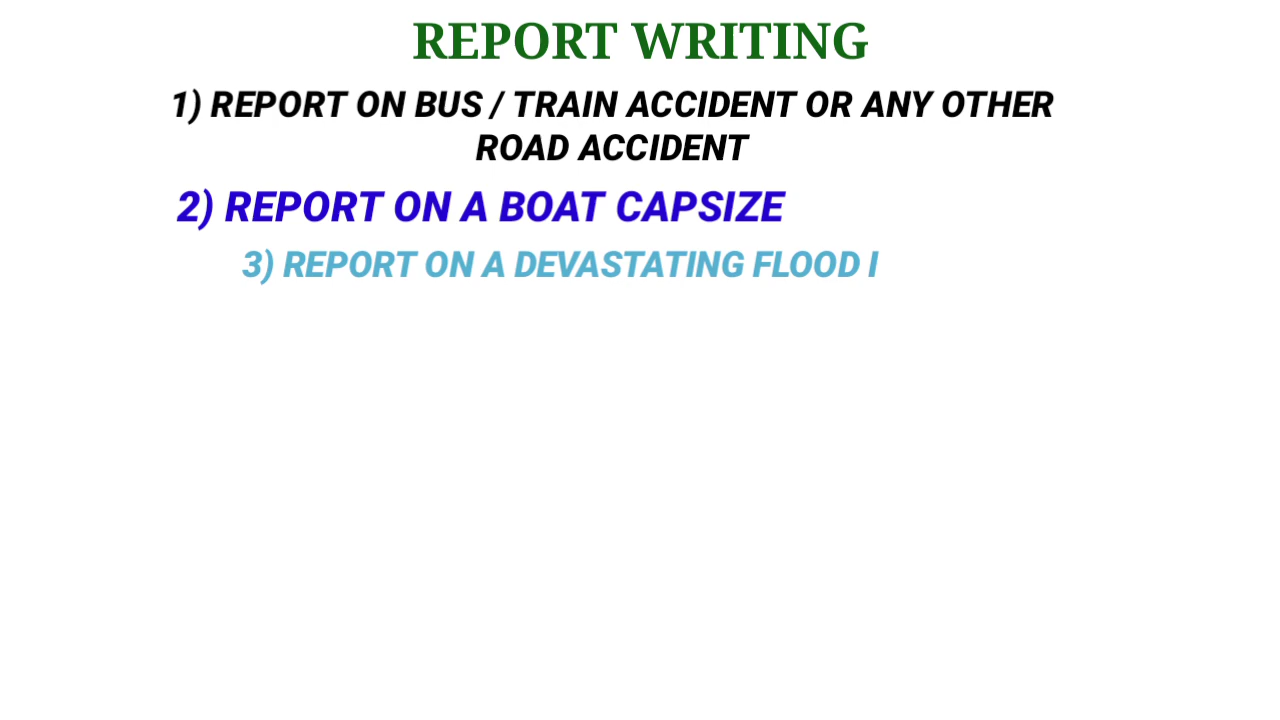 REPORT WRITING
1) REPORT ON BUS / TRAIN ACCIDENT OR ANY OTHER
ROAD ACCIDENT
2) REPORT ON A BOAT CAPSIZE
3) REPORT ON A DEVASTATING FLOOD I